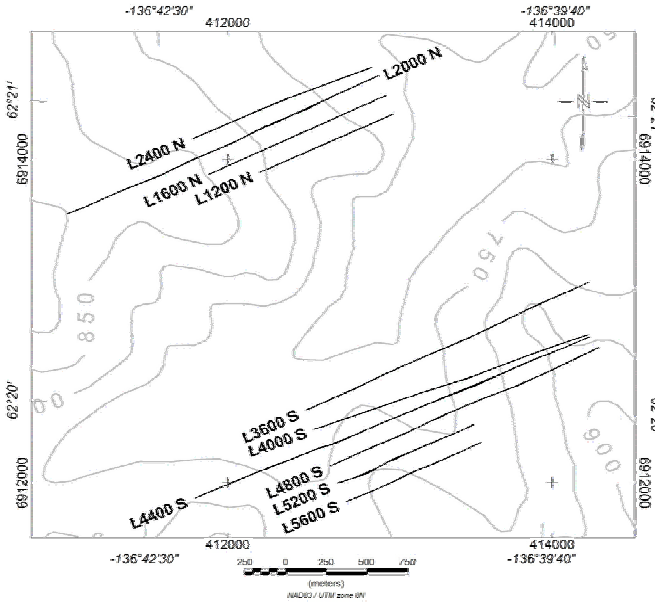 -136°42'30" -136°39'40"
412000 414000
50
62°21'
L2000 N
L2400 N
6914000 6914000
L1600 N
L1200 N
750
850
62°20'
00
L3600 S
L4000 S
900
L4800 S
6912000 6912000
L5200 S
L4400 S
L5600 S
412000 414000
-136°42'30" -136°39'40"
250 0 250 500 750
(meters)
NAD83 / UTM zone 8N